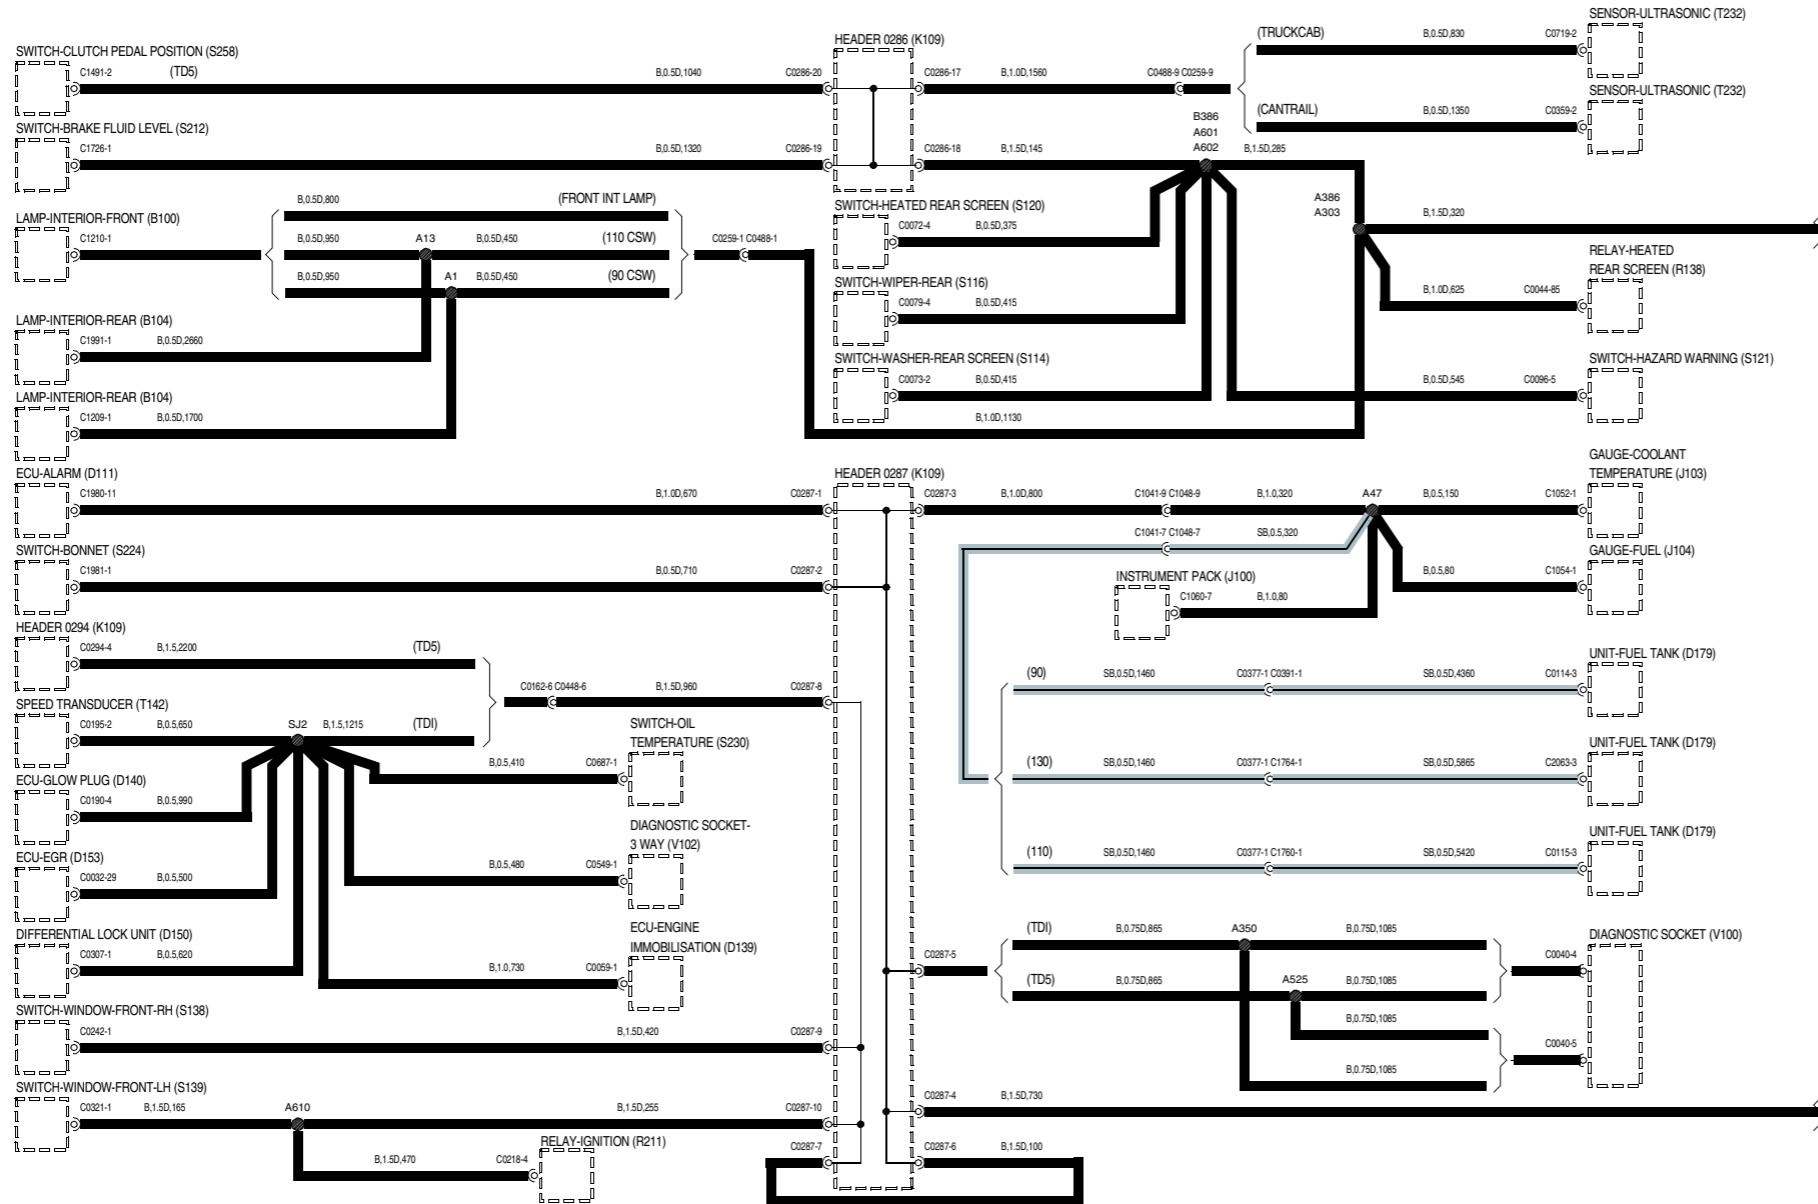 SWITCH-CLUTCH PEDAL POSITION (S258)
C1491-2
(TD5)
B,0.5D,1040
C0286-20
SWITCH-BRAKE FLUID LEVEL (S212)
C1726-1
B,0.5D,1320
C0286-19
HEADER 0286 (K109)
C0286-17
B,1.0D,1560
C0488-9 C0259-9
(TRUCKCAB)
B,0.5D,830
C0719-2
SENSOR-ULTRASONIC (T232)
(CANTRAIL)
B,0.5D,1350
C0359-2
SENSOR-ULTRASONIC (T232)
C0286-18
B,1.5D,145
B386
A601
A602
B,1.5D,285
A386
A303
B,1.5D,320
LAMP-INTERIOR-FRONT (B100)
C1210-1
B,0.5D,800
(FRONT INT LAMP)
B,0.5D,950
A13
B,0.5D,450
(110 CSW)
B,0.5D,950
A1
B,0.5D,450
(90 CSW)
C0259-1 C0488-1
LAMP-INTERIOR-REAR (B104)
C1991-1
B,0.5D,2660
LAMP-INTERIOR-REAR (B104)
C1209-1
B,0.5D,1700
SWITCH-HEATED REAR SCREEN (S120)
C0072-4
B,0.5D,375
SWITCH-WIPER-REAR (S116)
C0079-4
B,0.5D,415
SWITCH-WASHER-REAR SCREEN (S114)
C0073-2
B,0.5D,415
B,1.0D,1130
RELAY-HEATED
REAR SCREEN (R138)
B,1.0D,625
C0044-85
SWITCH-HAZARD WARNING (S121)
B,0.5D,545
C0096-5
ECU-ALARM (D111)
C1980-11
B,1.0D,670
C0287-1
SWITCH-BONNET (S224)
C1981-1
B,0.5D,710
C0287-2
HEADER 0294 (K109)
C0294-4
B,1.5,2200
(TD5)
C0162-6 C0448-6
B,1.5D,960
C0287-8
SPEED TRANSDUCER (T142)
C0195-2
B,0.5,650
SJ2
B,1.5,1215
(TDI)
SWITCH-OIL
TEMPERATURE (S230)
B,0.5,410
C0687-1
ECU-GLOW PLUG (D140)
C0190-4
B,0.5,990
DIAGNOSTIC SOCKET-
3 WAY (V102)
B,0.5,480
C0549-1
ECU-EGR (D153)
C0032-29
B,0.5,500
DIFFERENTIAL LOCK UNIT (D150)
C0307-1
B,0.5,620
ECU-ENGINE
IMMOBILISATION (D139)
B,1.0,730
C0059-1
SWITCH-WINDOW-FRONT-RH (S138)
C0242-1
B,1.5D,420
C0287-9
SWITCH-WINDOW-FRONT-LH (S139)
C0321-1
B,1.5D,165
A610
B,1.5D,255
C0287-10
RELAY-IGNITION (R211)
B,1.5D,470
C0218-4
C0287-7
HEADER 0287 (K109)
C0287-3
B,1.0D,800
C1041-9 C1048-9
B,1.0,320
A47
B,0.5,150
C1052-1
GAUGE-COOLANT
TEMPERATURE (J103)
C1041-7 C1048-7
SB,0.5,320
GAUGE-FUEL (J104)
B,0.5,80
C1054-1
INSTRUMENT PACK (J100)
C1060-7
B,1.0,80
(90)
SB,0.5D,1460
C0377-1 C0391-1
SB,0.5D,4360
C0114-3
UNIT-FUEL TANK (D179)
(130)
SB,0.5D,1460
C0377-1 C1764-1
SB,0.5D,5865
C2063-3
UNIT-FUEL TANK (D179)
(110)
SB,0.5D,1460
C0377-1 C1760-1
SB,0.5D,5420
C0115-3
UNIT-FUEL TANK (D179)
C0287-5
(TDI)
B,0.75D,865
A350
B,0.75D,1085
C0040-4
DIAGNOSTIC SOCKET (V100)
(TD5)
B,0.75D,865
A525
B,0.75D,1085
B,0.75D,1085
C0040-5
B,0.75D,1085
C0287-4
B,1.5D,730
C0287-6
B,1.5D,100